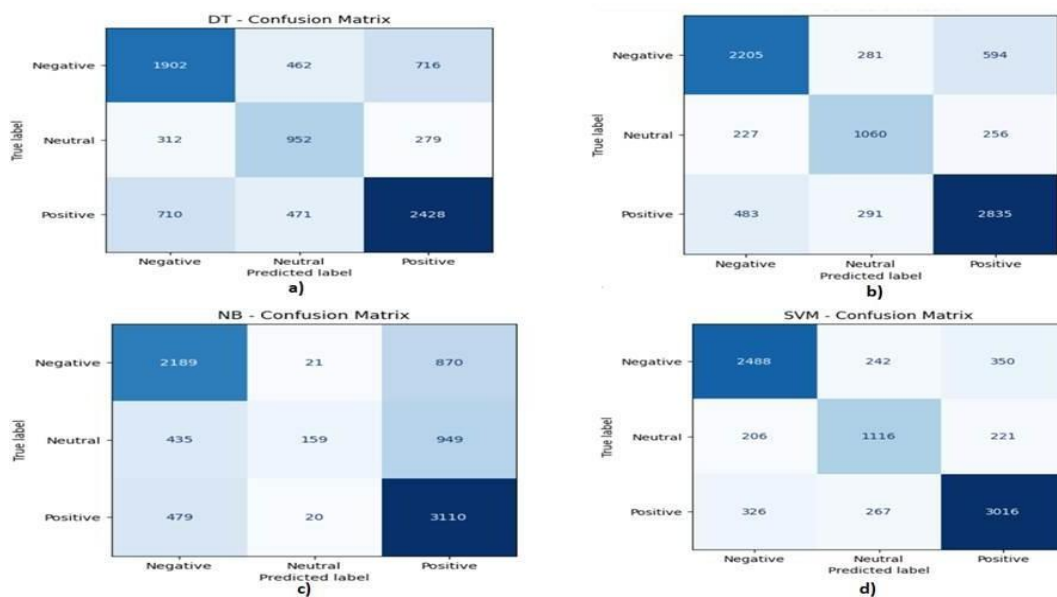 DT - Confusion Matrix
True label
Negative
1902 462 716
Neutral
312 952 279
Positive
710 471 2428
Negative Neutral Positive
Predicted label
a)
True label
Negative
2205 281 594
Neutral
227 1060 256
Positive
483 291 2835
Negative Neutral Positive
Predicted label
b)
NB - Confusion Matrix
True label
Negative
2189 21 870
Neutral
435 159 949
Positive
479 20 3110
Negative Neutral Positive
Predicted label
c)
SVM - Confusion Matrix
True label
Negative
2488 242 350
Neutral
206 1116 221
Positive
326 267 3016
Negative Neutral Positive
Predicted label
d)